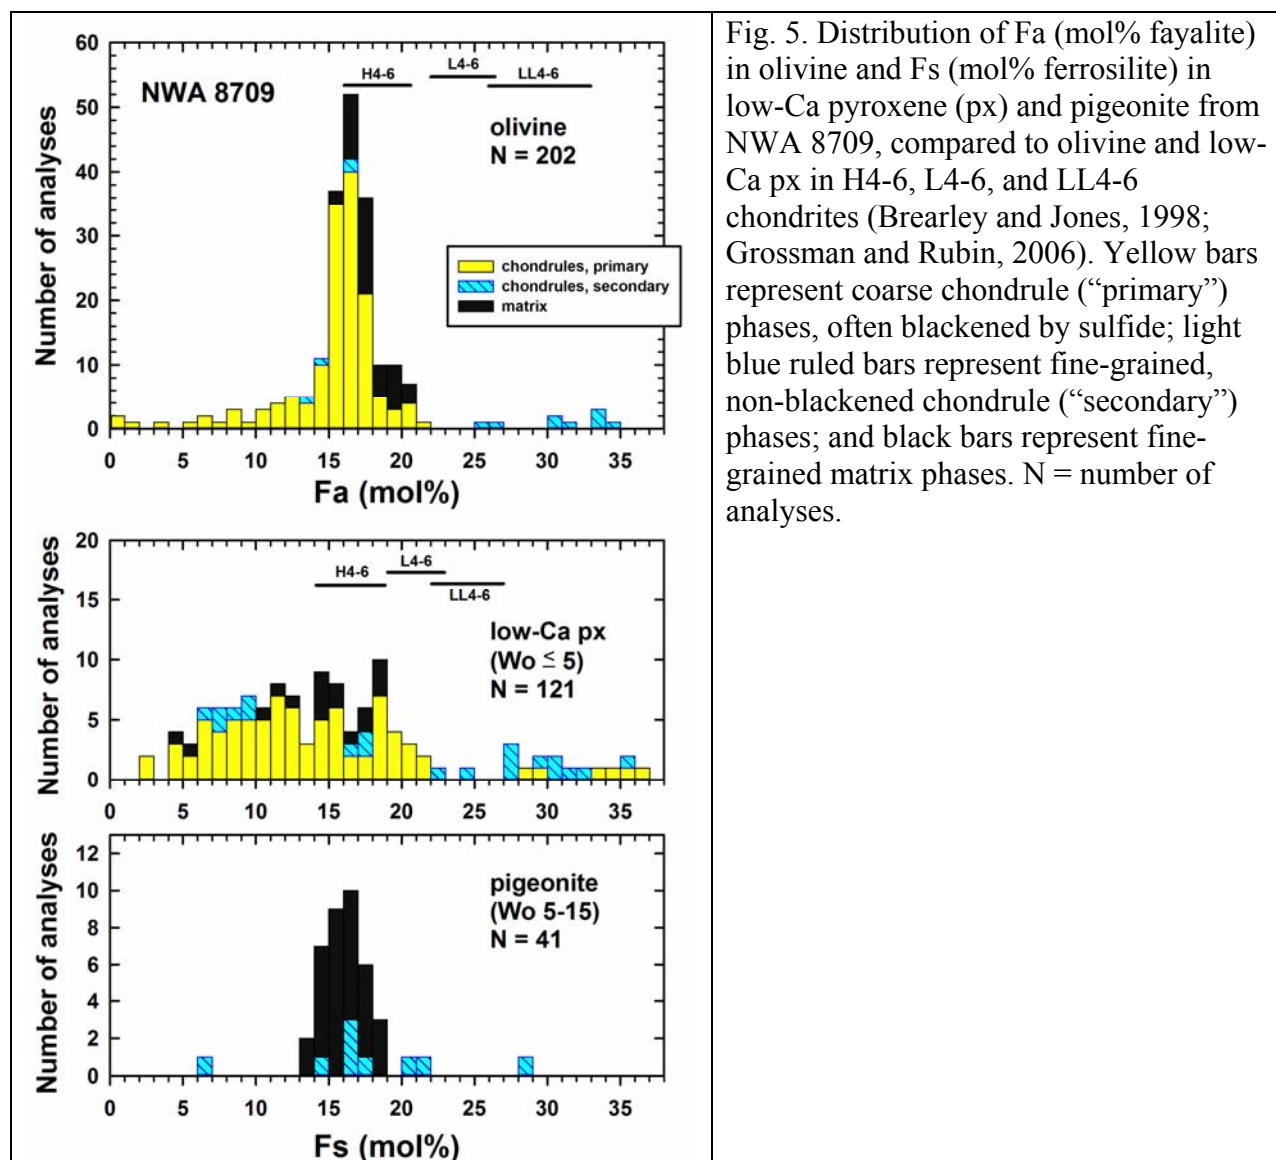 60
50
40
30
20
10
0
Number of analyses
NWA 8709
H4-6
L4-6
LL4-6
olivine
N = 202
chondrules, primary
chondrules, secondary
matrix
0 5 10 15 20 25 30 35
Fa (mol%)
20
15
10
5
0
Number of analyses
H4-6
L4-6
LL4-6
low-Ca px
(Wo ≤ 5)
N = 121
0 5 10 15 20 25 30 35
12
10
8
6
4
2
0
Number of analyses
pigeonite
(Wo 5-15)
N = 41
0 5 10 15 20 25 30 35
Fs (mol%)
Fig. 5. Distribution of Fa (mol% fayalite)
in olivine and Fs (mol% ferrosilite) in
low-Ca pyroxene (px) and pigeonite from
NWA 8709, compared to olivine and low-
Ca px in H4-6, L4-6, and LL4-6
chondrites (Brearley and Jones, 1998;
Grossman and Rubin, 2006). Yellow bars
represent coarse chondrule (“primary”)
phases, often blackened by sulfide; light
blue ruled bars represent fine-grained,
non-blackened chondrule (“secondary”)
phases; and black bars represent fine-
grained matrix phases. N = number of
analyses.